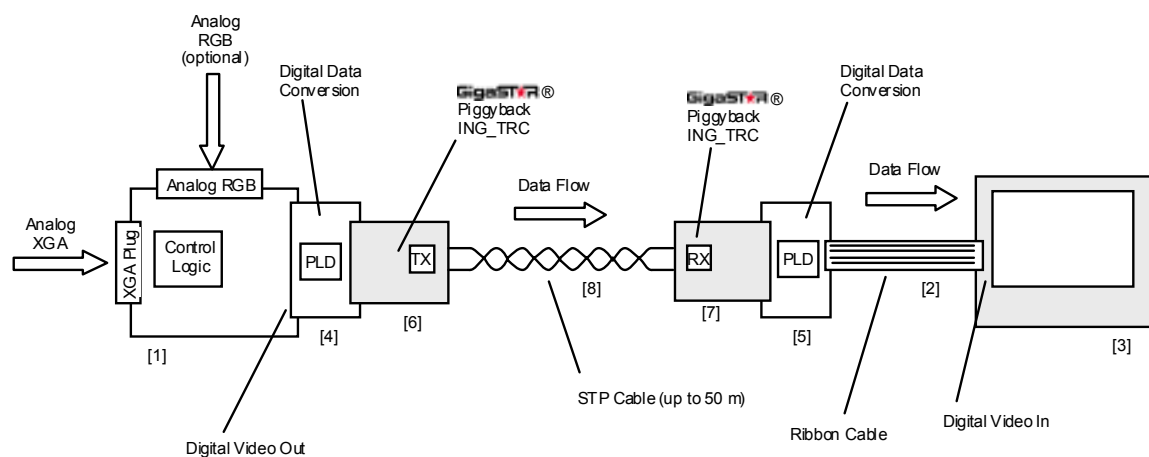 Analog
RGB
(optional)
Digital Data
Conversion
GigaSTAR®
Piggyback
ING_TRC
GigaSTAR®
Piggyback
ING_TRC
Digital Data
Conversion
Data Flow
Data Flow
Analog RGB
Analog
XGA
XGA Plug
Control
Logic
PLD
TX
RX
PLD
[1]
[4]
[6]
[8]
[7]
[5]
[2]
[3]
STP Cable (up to 50 m)
Digital Video Out
Ribbon Cable
Digital Video In